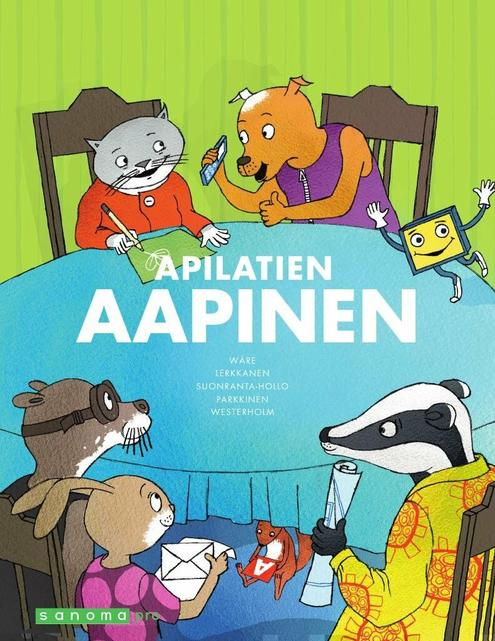 APILATIEN
AAPINEN
WÄRE
LERKKANEN
SUONRANTA-HOLLO
PARKKINEN
WESTERHOLM
A
sanoma pro